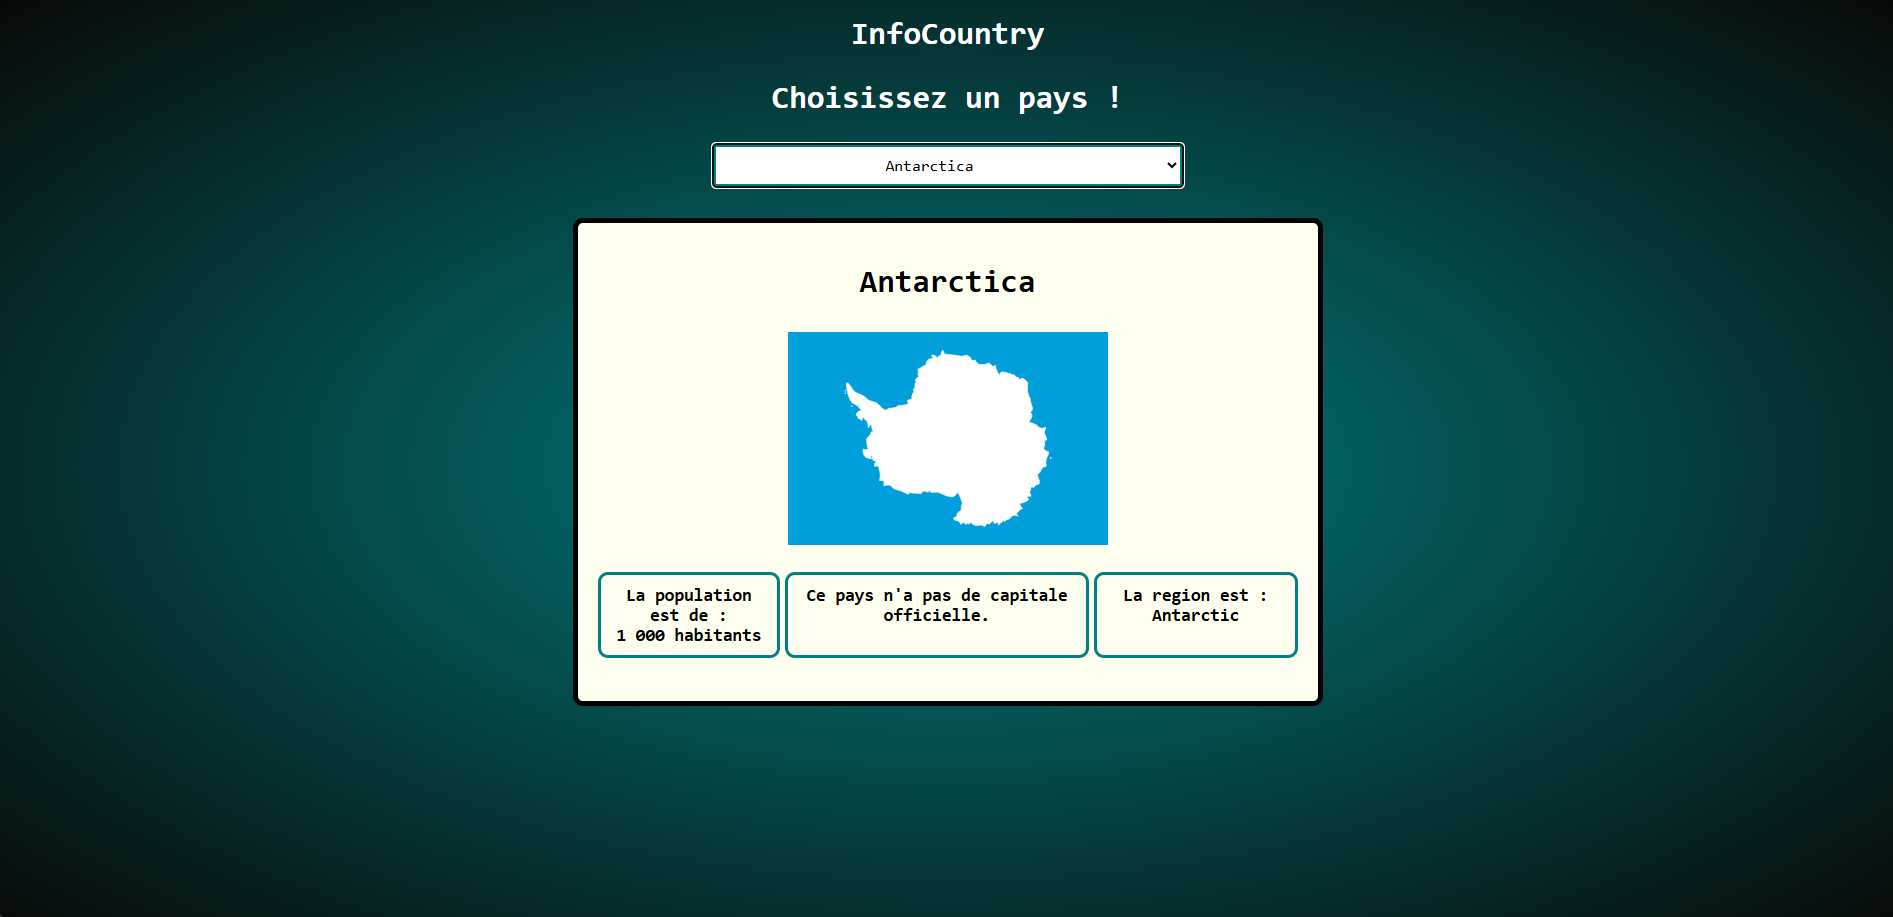 InfoCountry
Choisissez un pays !
Antarctica
Antarctica
La population
est de :
1 000 habitants
Ce pays n'a pas de capitale
officielle.
La region est :
Antarctic